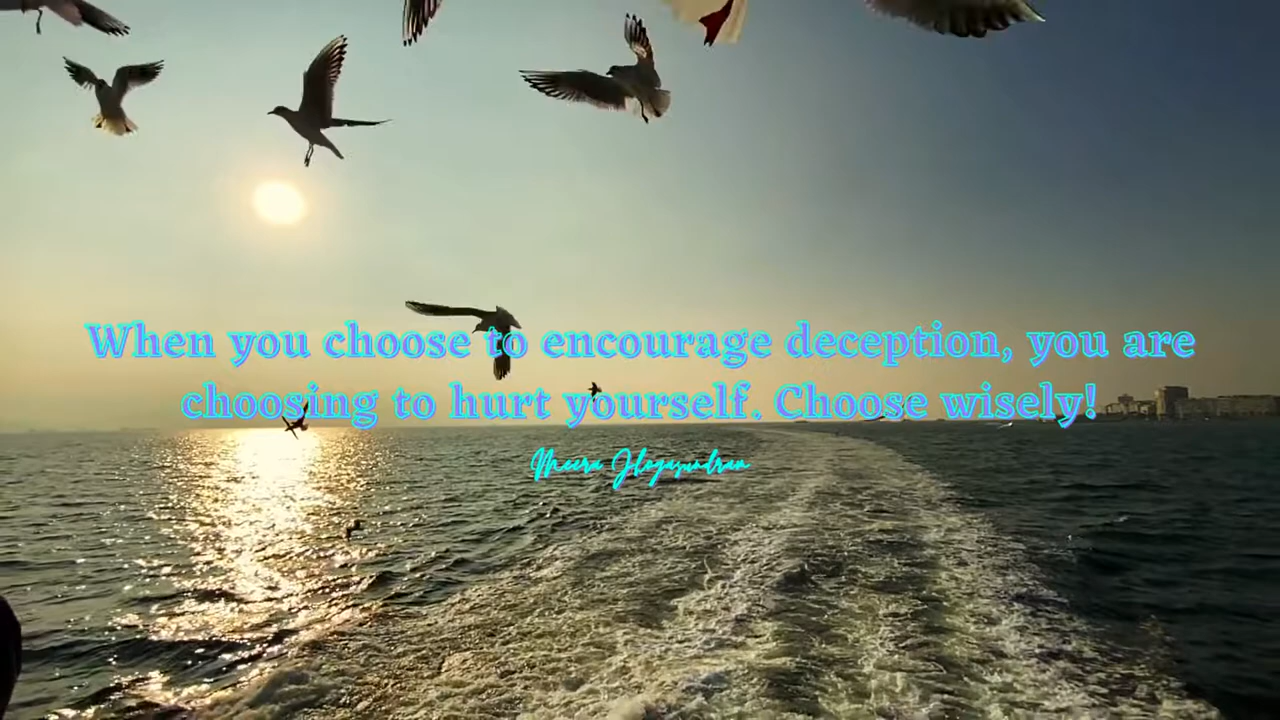 When you choose to encourage deception, you are
choosing to hurt yourself. Choose wisely!
Meera